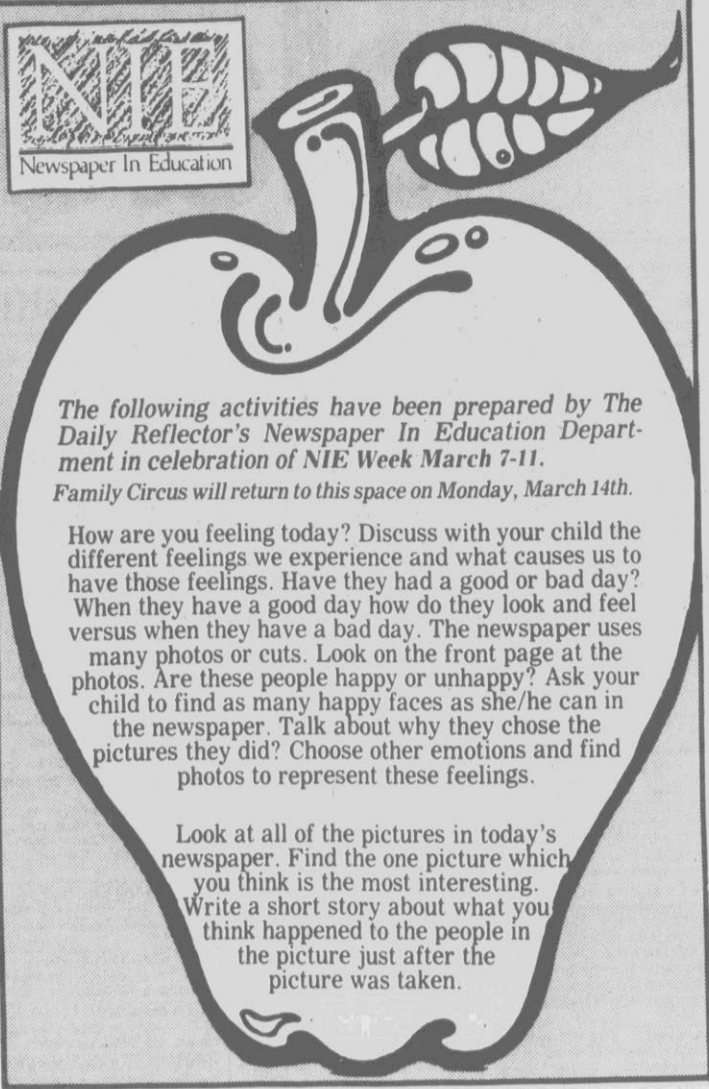 NIE
Newspaper In Education
The following activities have been prepared by The
Daily Reflector's Newspaper In Education Depart-
ment in celebration of NIE Week March 7-11.
Family Circus will return to this space on Monday, March 14th.
How are you feeling today? Discuss with your child the
different feelings we experience and what causes us to
have those feelings. Have they had a good or bad day?
When they have a good day how do they look and feel
versus when they have a bad day. The newspaper uses
many photos or cuts. Look on the front page at the
photos. Are these people happy or unhappy? Ask your
child to find as many happy faces as she/he can in
the newspaper. Talk about why they chose the
pictures they did? Choose other emotions and find
photos to represent these feelings.
Look at all of the pictures in today's
newspaper. Find the one picture which
you think is the most interesting.
Write a short story about what you
think happened to the people in
the picture just after the
picture was taken.